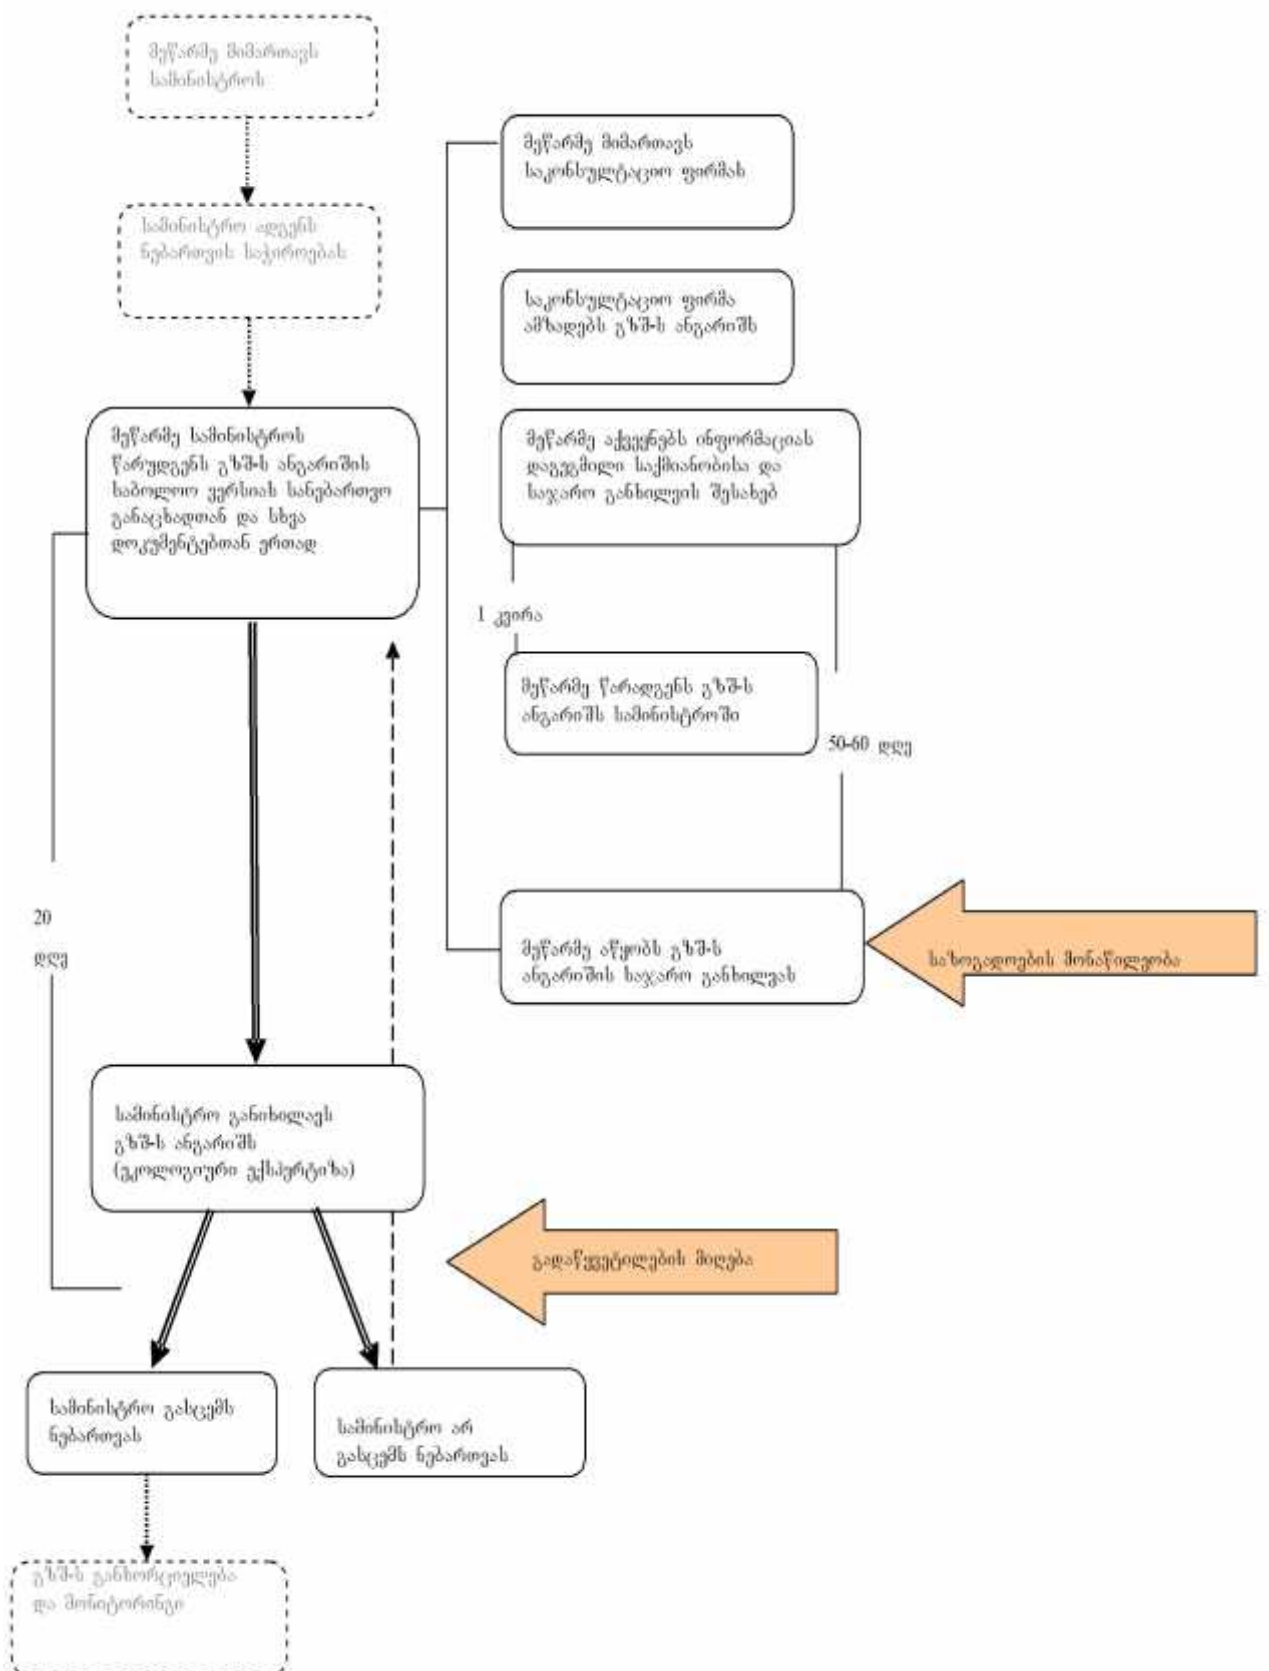 მეწარმე მიმართავს
სამინისტროს
სამინისტრო ადგენს
ნებართვის საჭიროებას
მეწარმე სამინისტროს
წარუდგენს გზშ-ს ანგარიშის
საბოლოო ვერსიას სანებართვო
განაცხადთან და სხვა
დოკუმენტებთან ერთად
მეწარმე მიმართავს
საკონსულტაციო ფირმას
საკონსულტაციო ფირმა
ამზადებს გზშ-ს ანგარიშს
მეწარმე აქვეყნებს ინფორმაციას
დაგეგმილი საქმიანობისა და
საჯარო განხილვის შესახებ
1 კვირა
მეწარმე წარადგენს გზშ-ს
ანგარიშს სამინისტროში
50-60 დღე
მეწარმე აწყობს გზშ-ს
ანგარიშის საჯარო განხილვას
საზოგადოების მონაწილეობა
20
დღე
სამინისტრო განიხილავს
გზშ-ს ანგარიშს
(ეკოლოგიური ექსპერტიზა)
გადაწყვეტილების მიღება
სამინისტრო გასცემს
ნებართვას
სამინისტრო არ
გასცემს ნებართვას
გზშ-ს განხორციელება
და მონიტორინგი